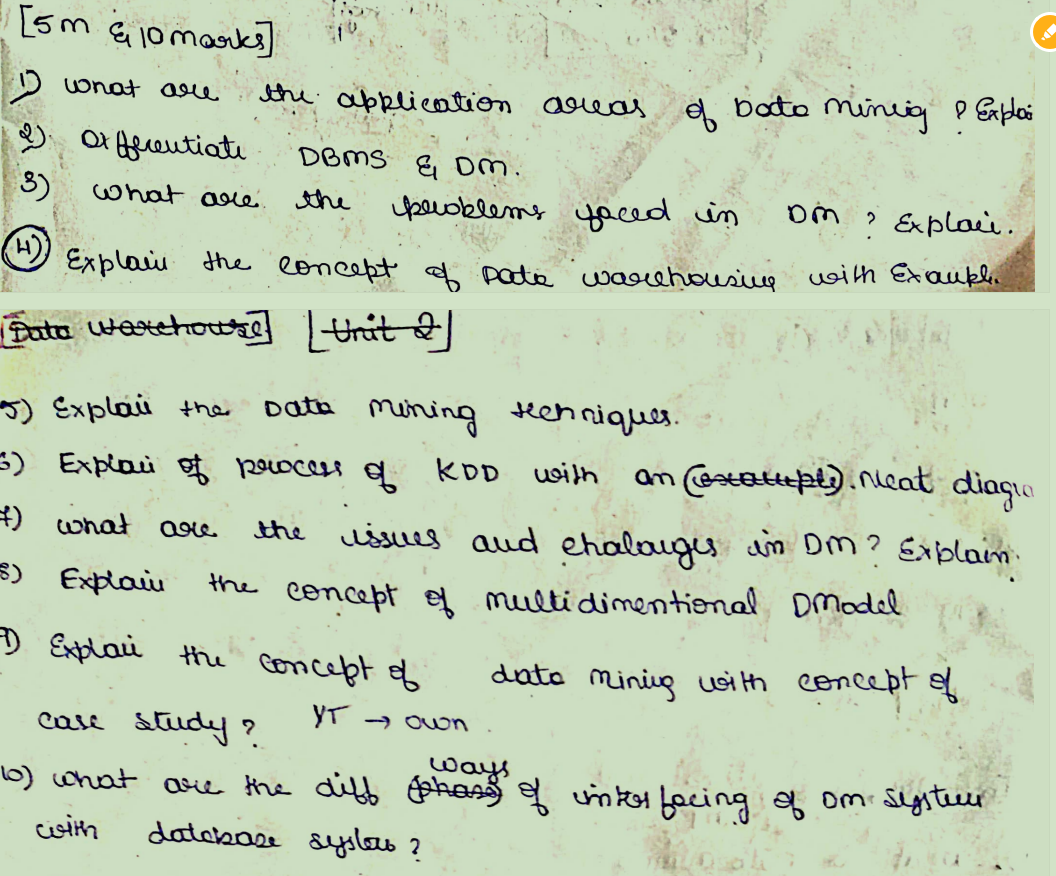 [5m & 10 marks]
1) what are the application areas of Data mining ? Explai
2) Differentiate DBMS & DM.
3) what are the problems faced in DM ? Explain.
4) Explain the concept of Data warehousing with Exampl.
[Data warehouse] [Unit 2]
5) Explain the Data mining techniques.
6) Explain of process of KDD with an (example). Neat diagra
7) what are the issues and chalanges in DM? Explain.
8) Explain the concept of multidimentional DModel
9) Explain the concept of data mining with concept of
case study? YT → own
ways
10) what are the diff (phase) of interfacing of DM system
with database system ?